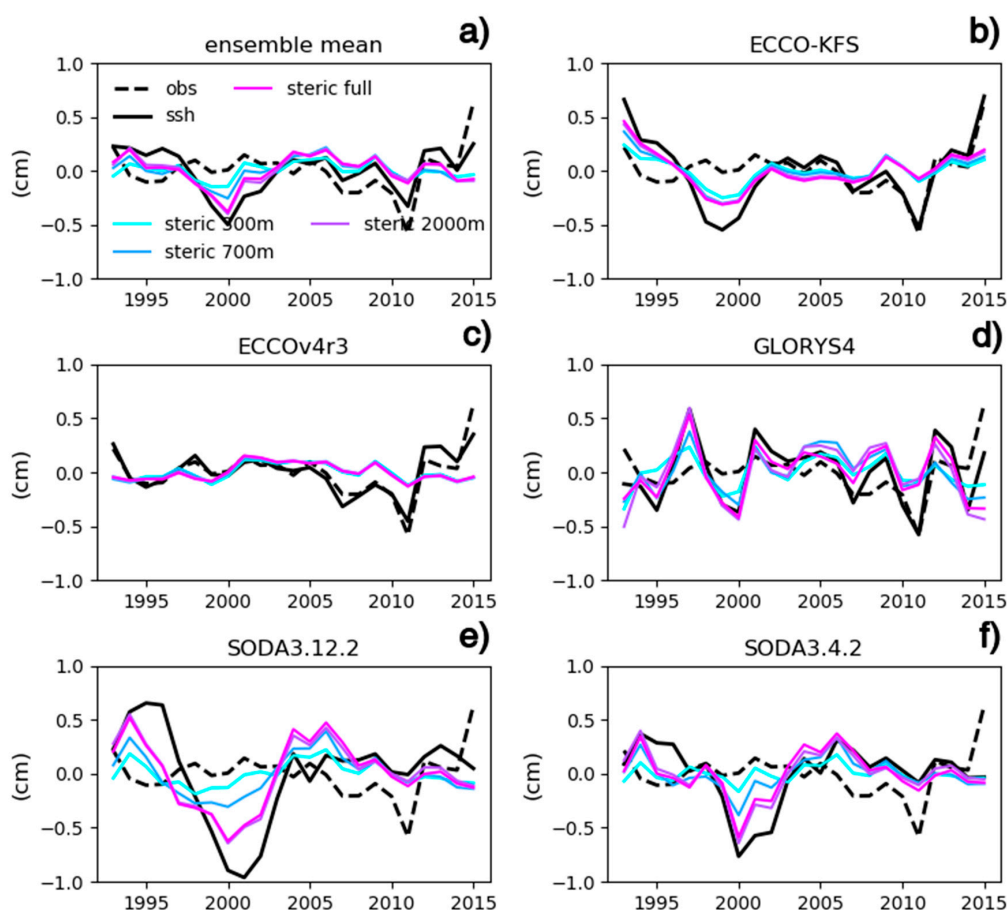 a)
ensemble mean
b)
ECCO-KFS
1.0
0.5
0.0
−0.5
−1.0
(cm)
obs
steric full
ssh
steric 300m
steric 2000m
steric 700m
1995 2000 2005 2010 2015
1.0
0.5
0.0
−0.5
−1.0
(cm)
1995 2000 2005 2010 2015
c)
ECCOv4r3
d)
GLORYS4
1.0
0.5
0.0
−0.5
−1.0
(cm)
1995 2000 2005 2010 2015
1.0
0.5
0.0
−0.5
−1.0
(cm)
1995 2000 2005 2010 2015
e)
SODA3.12.2
f)
SODA3.4.2
1.0
0.5
0.0
−0.5
−1.0
(cm)
1995 2000 2005 2010 2015
1.0
0.5
0.0
−0.5
−1.0
(cm)
1995 2000 2005 2010 2015